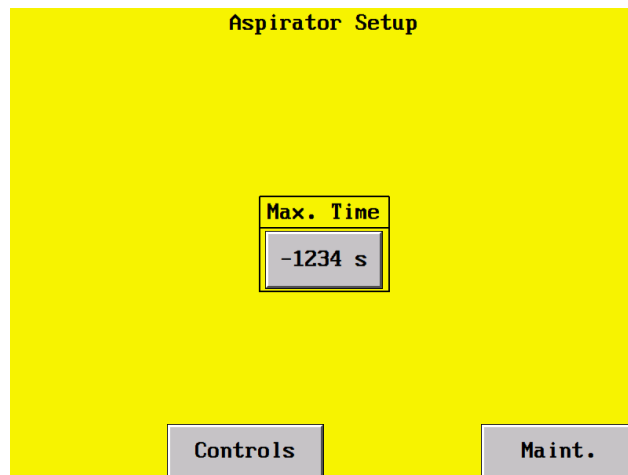 Aspirator Setup
Max. Time
-1234 s
Controls
Maint.